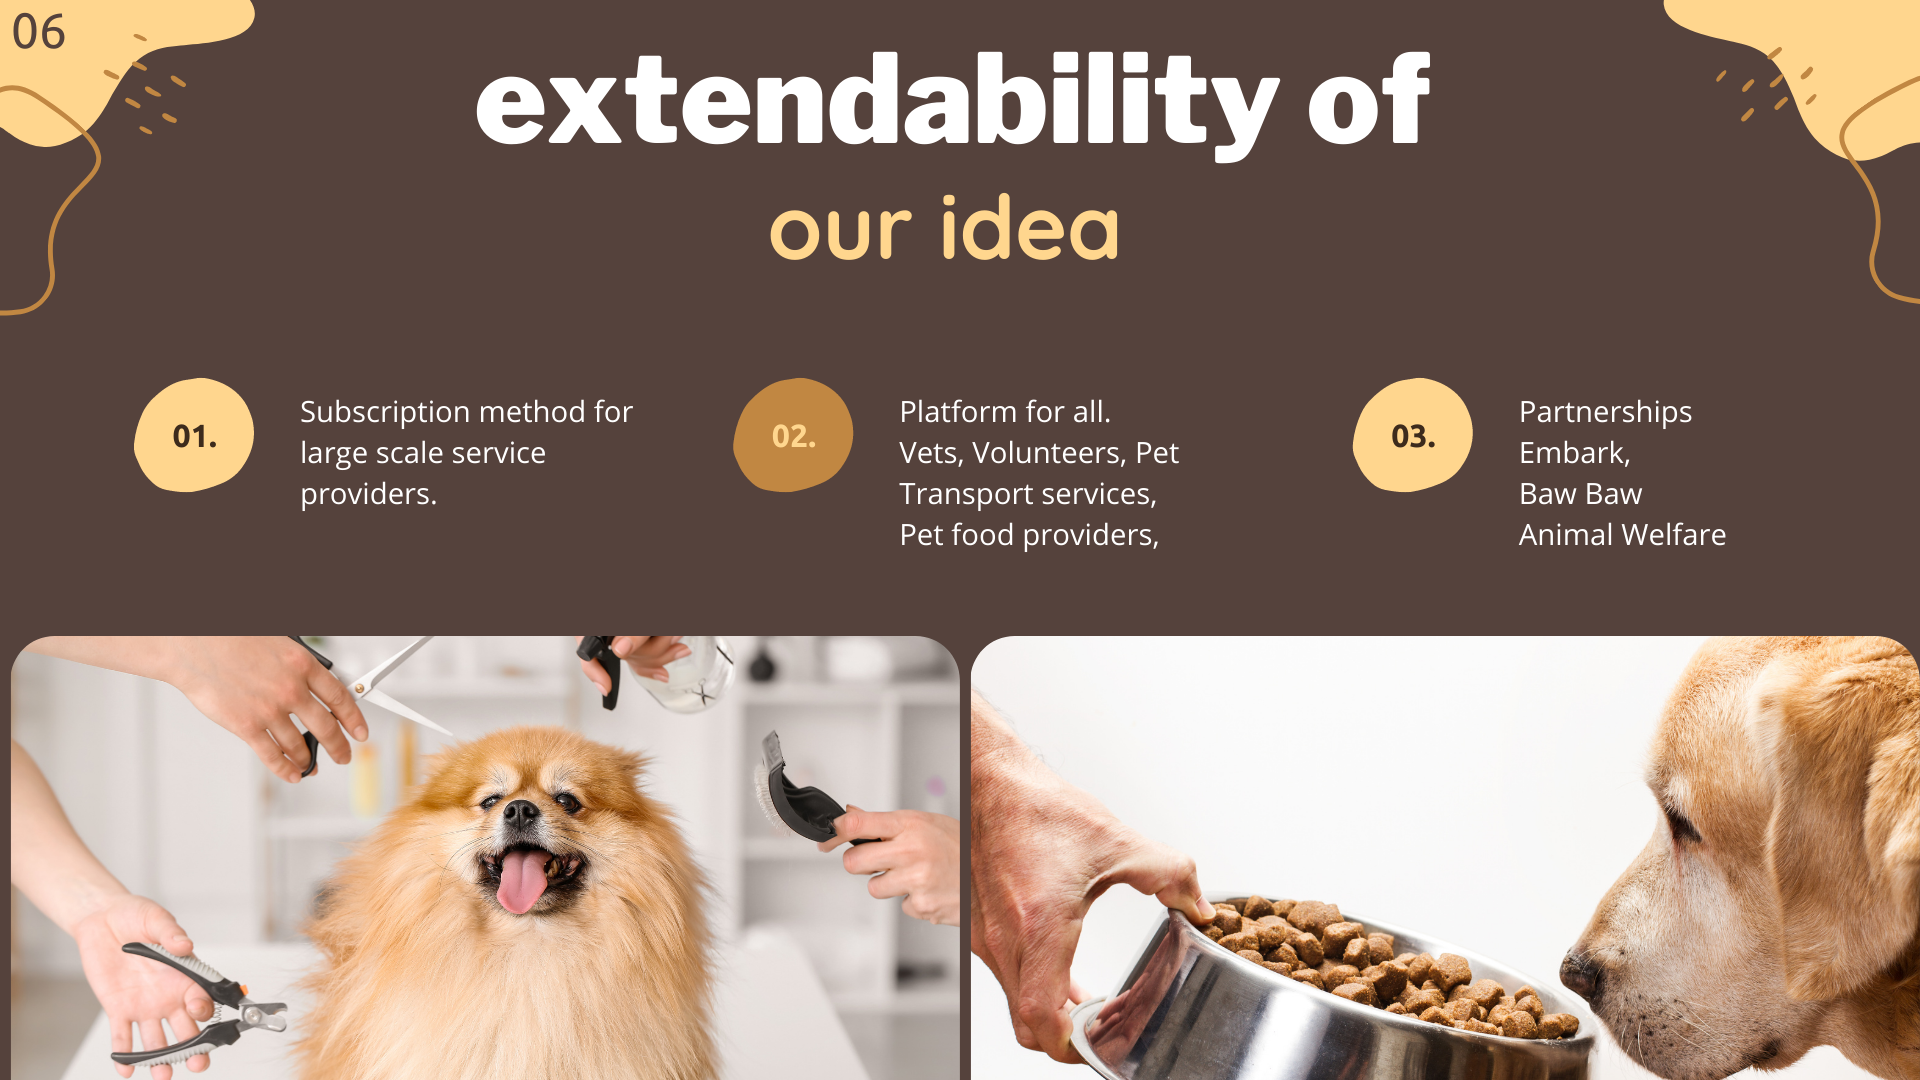 06
extendability of
our idea
01.
Subscription method for
large scale service
providers.
02.
Platform for all.
Vets, Volunteers, Pet
Transport services,
Pet food providers,
03.
Partnerships
Embark,
Baw Baw
Animal Welfare